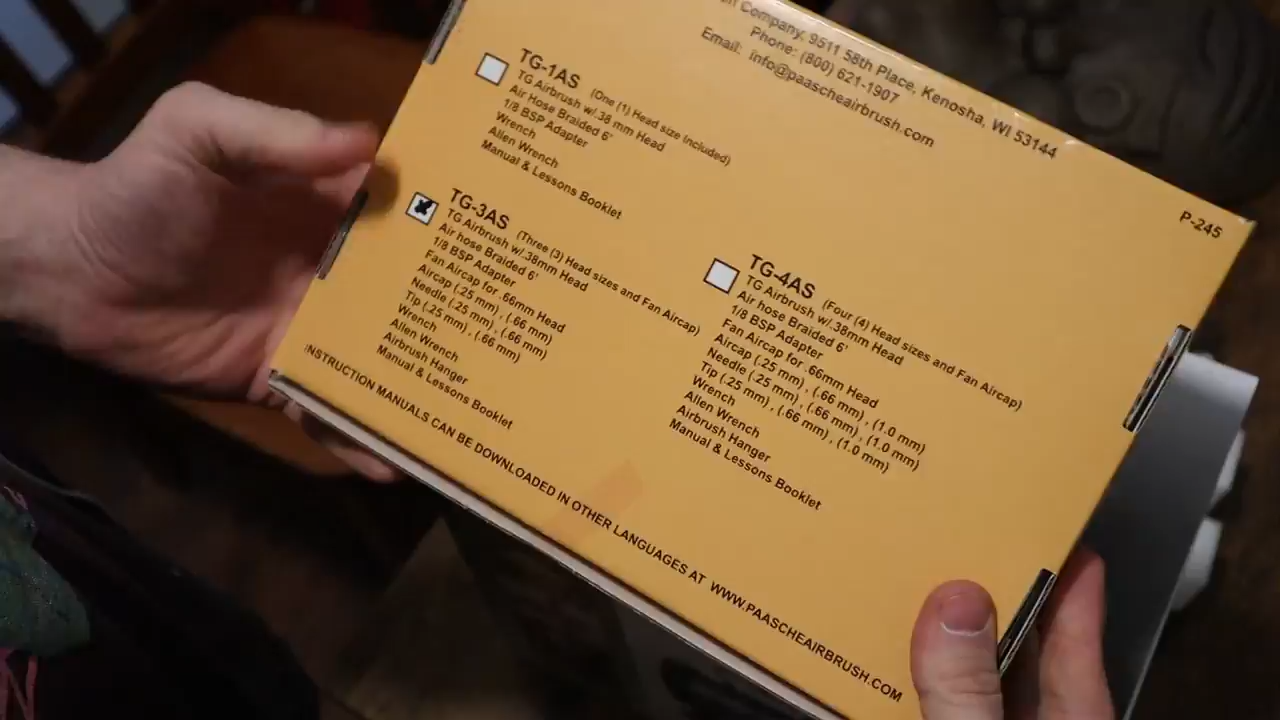 Company, 9511 58th Place, Kenosha, WI 53144
Phone: (800) 621-1907
Email: info@paascheairbrush.com
P-245
TG-1AS (One (1) Head size Included)
TG Airbrush w/.38 mm Head
Air Hose Braided 6'
1/8 BSP Adapter
Wrench
Allen Wrench
Manual & Lessons Booklet
TG-3AS (Three (3) Head sizes and Fan Aircap)
TG Airbrush w/.38mm Head
Air hose Braided 6'
1/8 BSP Adapter
Fan Aircap for .66mm Head
Aircap (.25 mm) , (.66 mm)
Needle (.25 mm) , (.66 mm)
Tip (.25 mm) , (.66 mm)
Wrench
Allen Wrench
Airbrush Hanger
Manual & Lessons Booklet
TG-4AS (Four (4) Head sizes and Fan Aircap)
TG Airbrush w/.38mm Head
Air hose Braided 6'
1/8 BSP Adapter
Fan Aircap for .66mm Head
Aircap (.25 mm) , (.66 mm) , (1.0 mm)
Needle (.25 mm) , (.66 mm) , (1.0 mm)
Tip (.25 mm) , (.66 mm) , (1.0 mm)
Wrench
Allen Wrench
Airbrush Hanger
Manual & Lessons Booklet
INSTRUCTION MANUALS CAN BE DOWNLOADED IN OTHER LANGUAGES AT WWW.PAASCHEAIRBRUSH.COM